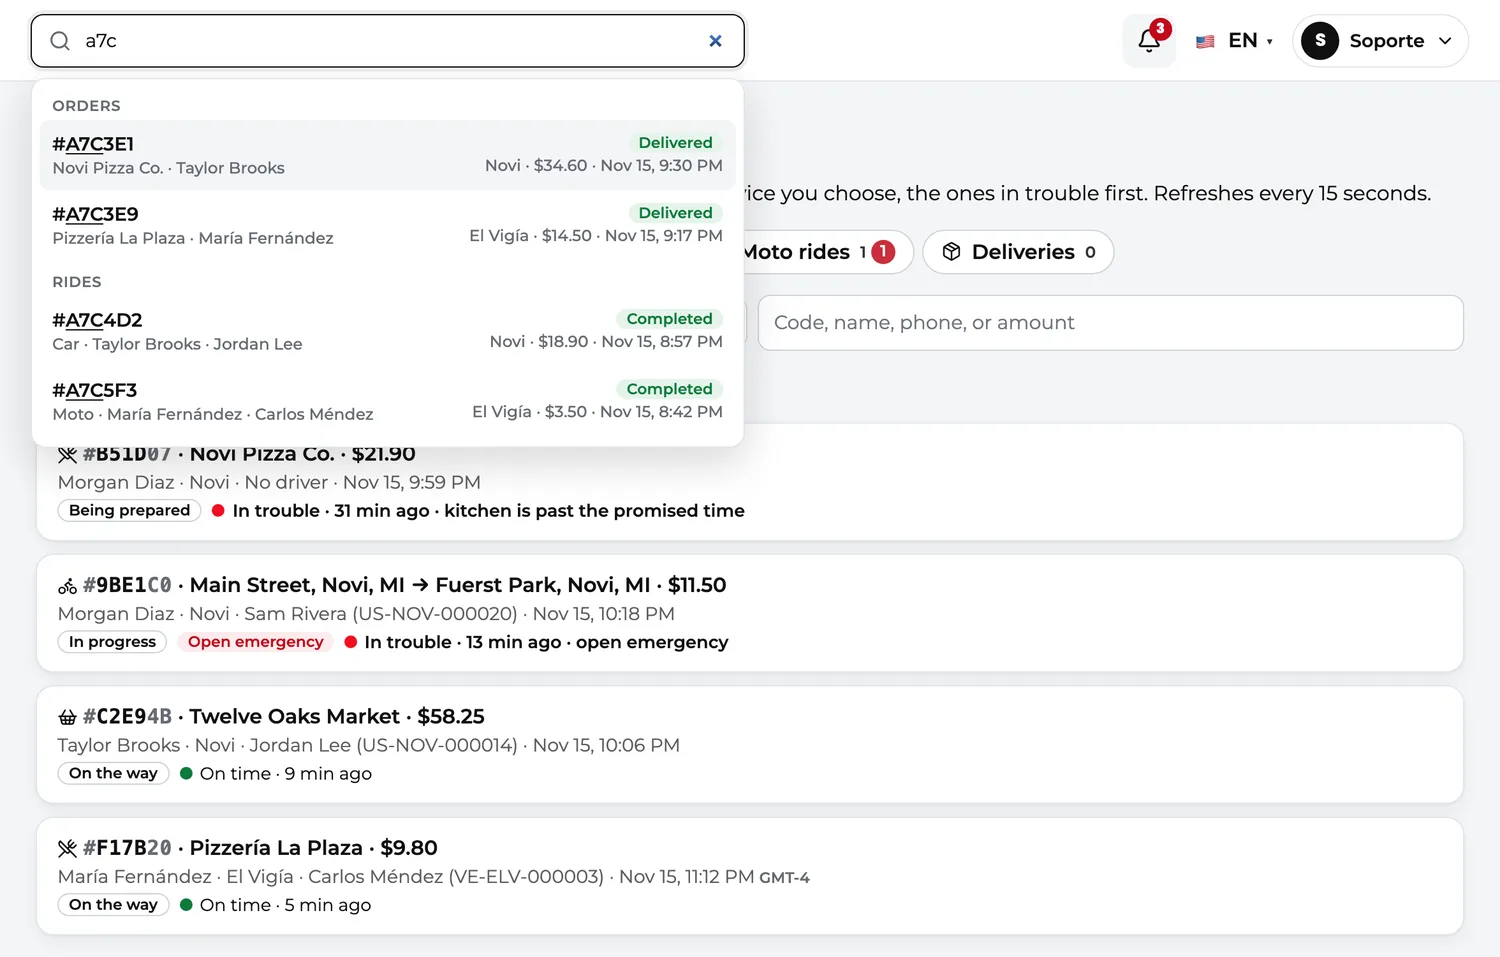 a7c
3
EN
S
Soporte
ORDERS
#A7C3E1
Delivered
Novi Pizza Co. · Taylor Brooks
Novi · $34.60 · Nov 15, 9:30 PM
#A7C3E9
Delivered
Pizzería La Plaza · María Fernández
El Vigía · $14.50 · Nov 15, 9:17 PM
RIDES
#A7C4D2
Completed
Car · Taylor Brooks · Jordan Lee
Novi · $18.90 · Nov 15, 8:57 PM
#A7C5F3
Completed
Moto · María Fernández · Carlos Méndez
El Vigía · $3.50 · Nov 15, 8:42 PM
you choose, the ones in trouble first. Refreshes every 15 seconds.
Moto rides 1 1
Deliveries 0
Code, name, phone, or amount
#B51D07 · Novi Pizza Co. · $21.90
Morgan Diaz · Novi · No driver · Nov 15, 9:59 PM
Being prepared In trouble · 31 min ago · kitchen is past the promised time
#9BE1C0 · Main Street, Novi, MI → Fuerst Park, Novi, MI · $11.50
Morgan Diaz · Novi · Sam Rivera (US-NOV-000020) · Nov 15, 10:18 PM
In progress Open emergency In trouble · 13 min ago · open emergency
#C2E94B · Twelve Oaks Market · $58.25
Taylor Brooks · Novi · Jordan Lee (US-NOV-000014) · Nov 15, 10:06 PM
On the way On time · 9 min ago
#F17B20 · Pizzería La Plaza · $9.80
María Fernández · El Vigía · Carlos Méndez (VE-ELV-000003) · Nov 15, 11:12 PM GMT-4
On the way On time · 5 min ago